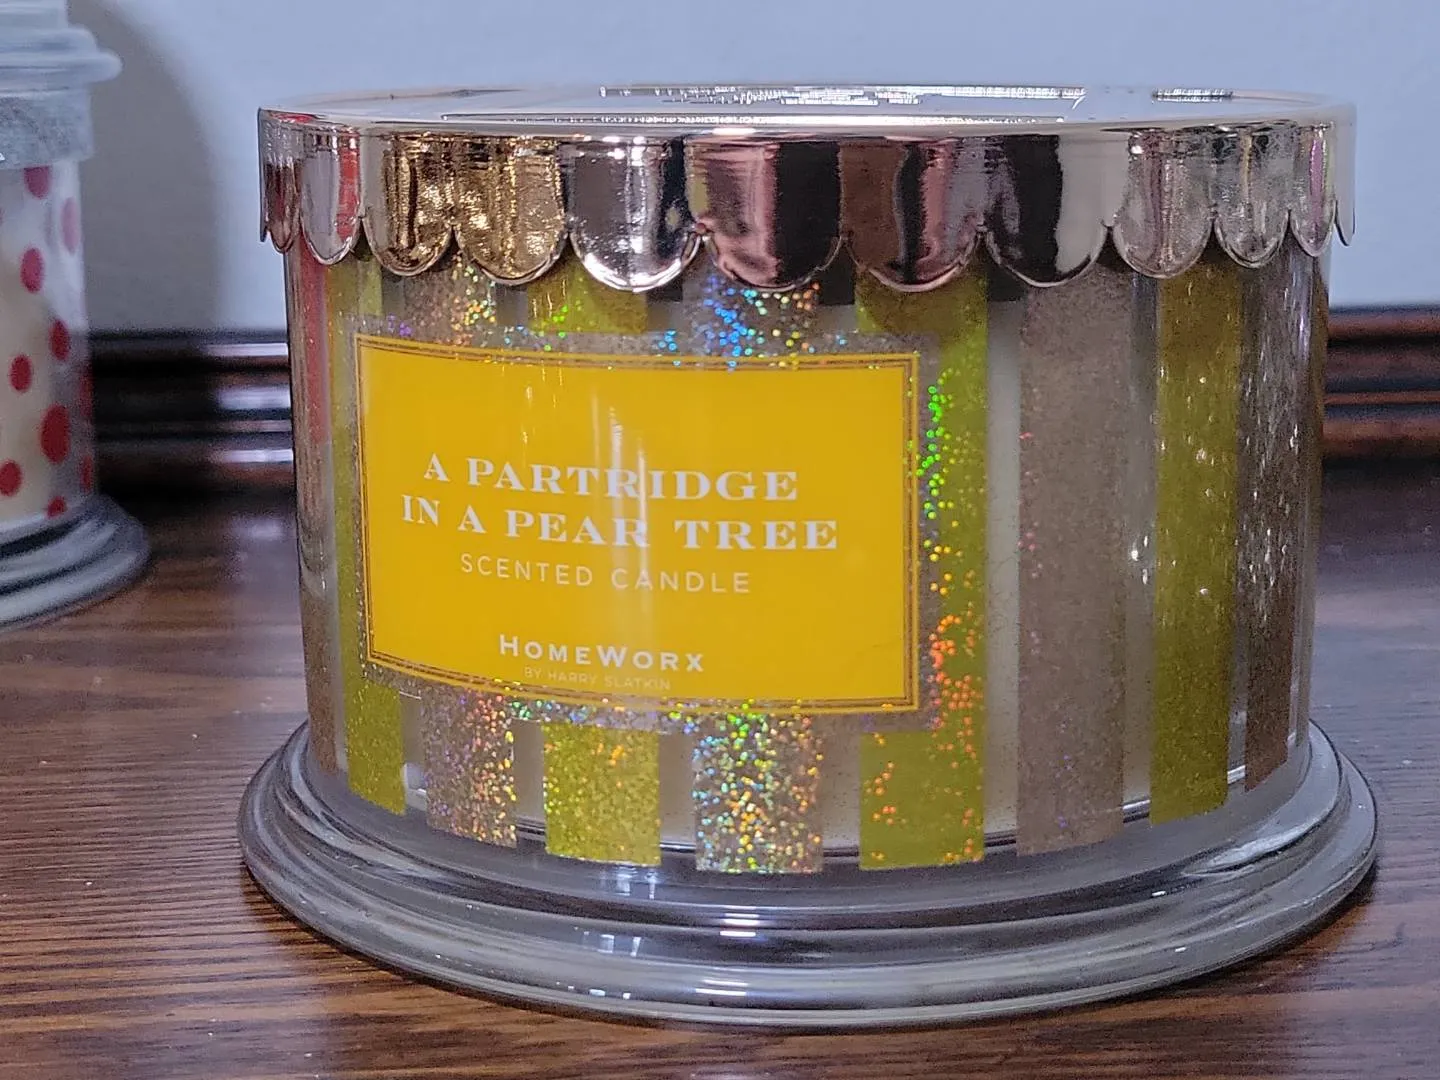 A PARTRIDGE
IN A PEAR TREE
SCENTED CANDLE
HOMEWORX
BY HARRY SLATKIN